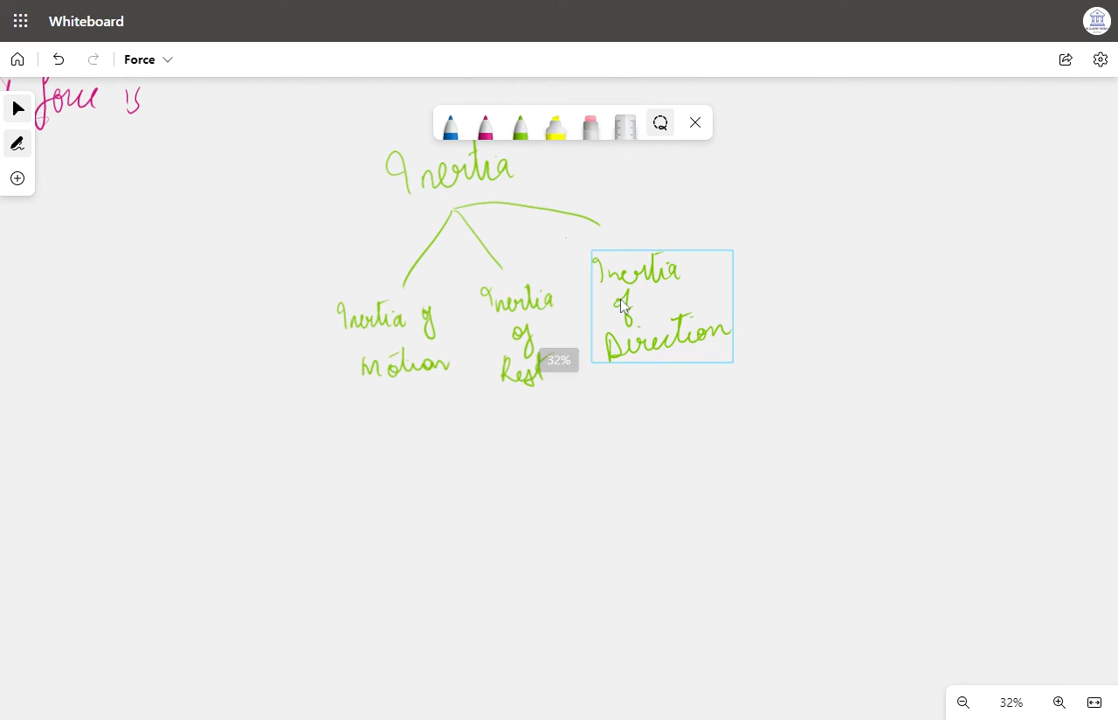 Whiteboard
Force
force is
Inertia
Inertia of
Motion
Inertia
of
Rest
Inertia
of
Direction
32%
32%